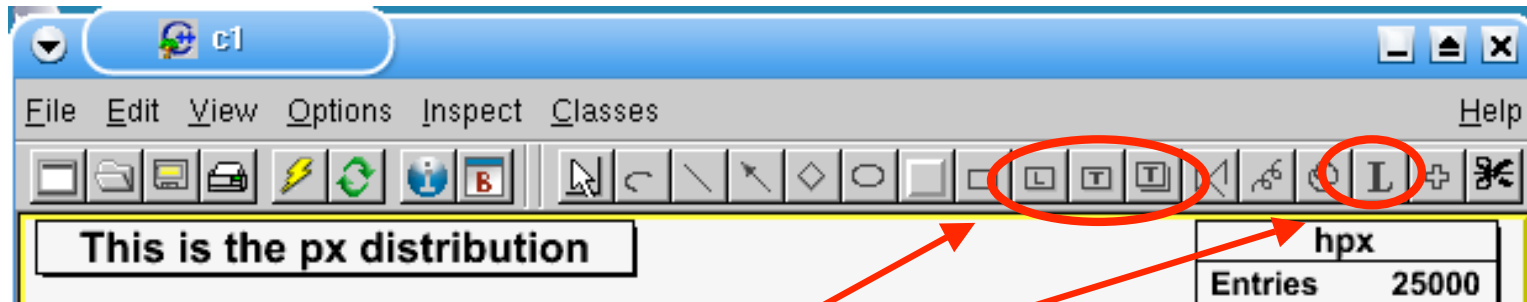 c1
File Edit View Options Inspect Classes Help
B L T T L
This is the px distribution
hpx
Entries 25000